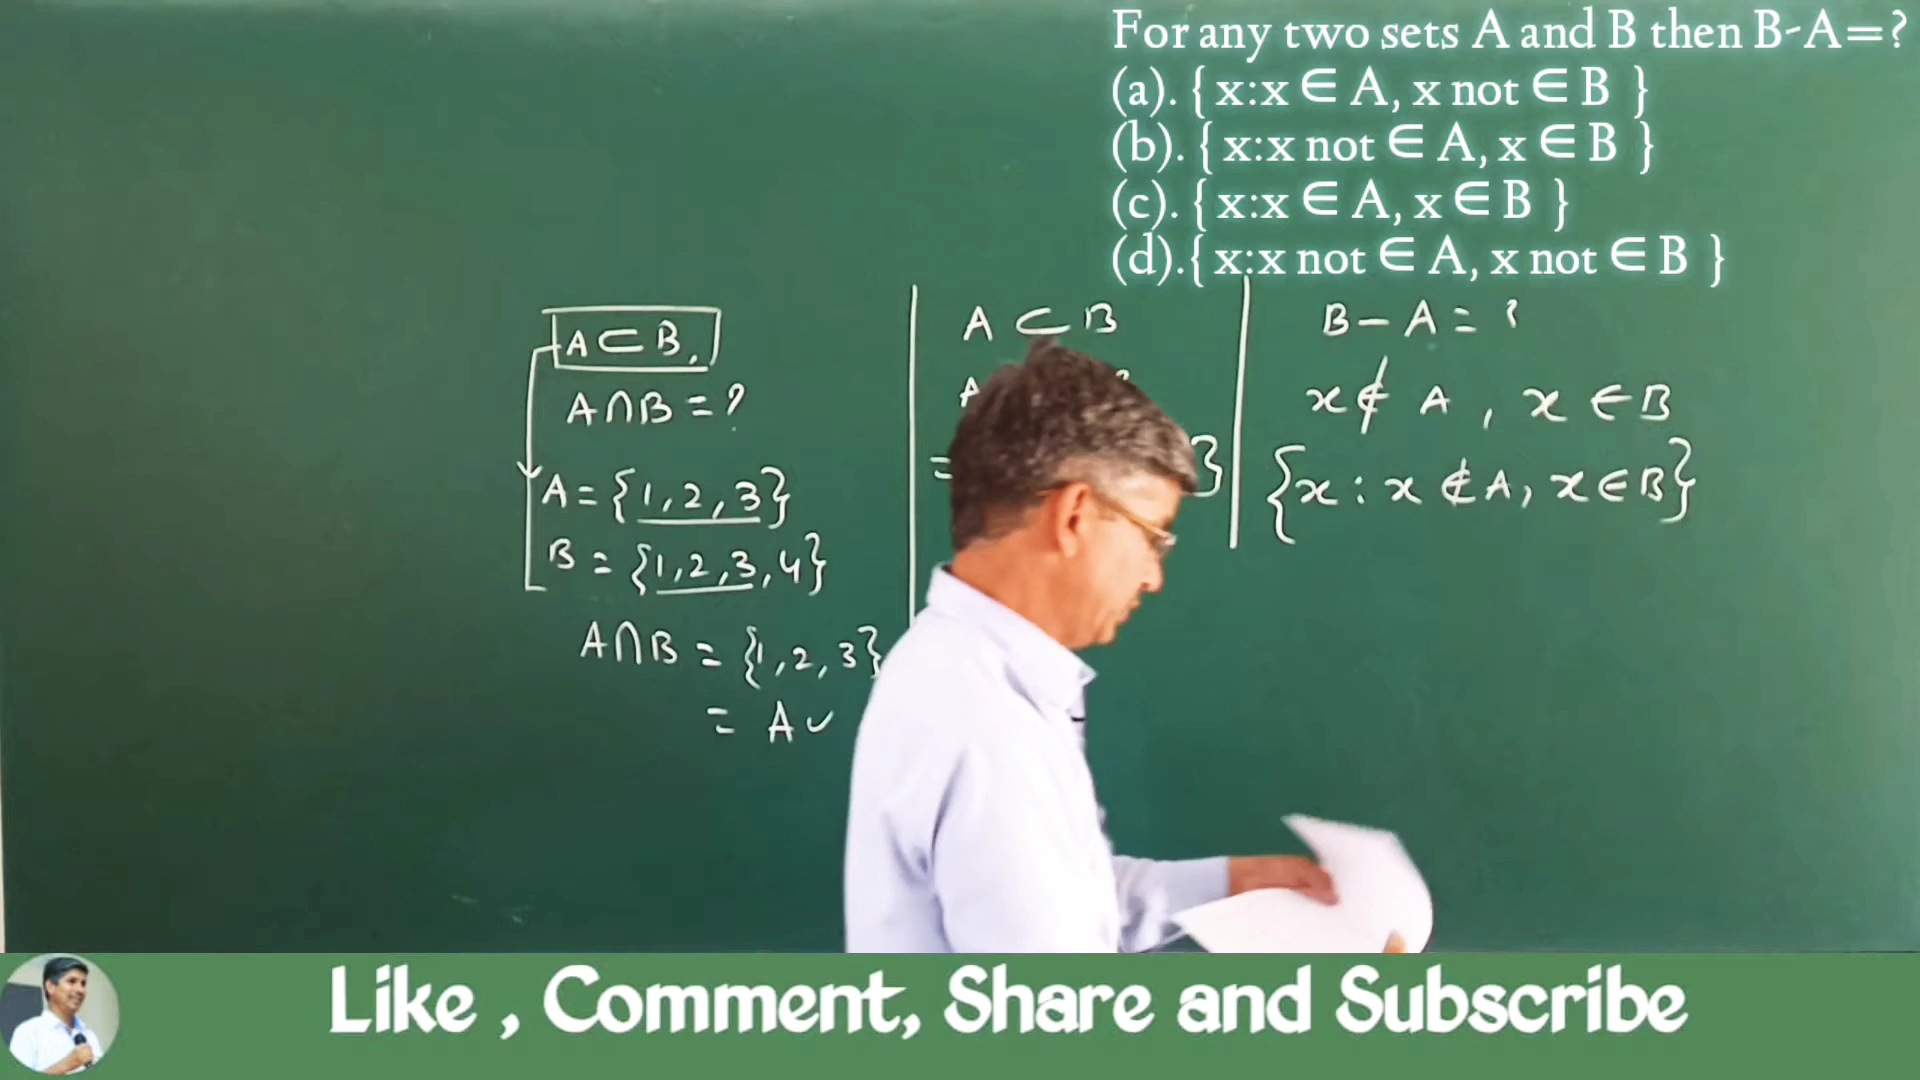 For any two sets A and B then B-A=?
(a). { x:x ∈ A, x not ∈ B }
(b). { x:x not ∈ A, x ∈ B }
(c). { x:x ∈ A, x ∈ B }
(d).{ x:x not ∈ A, x not ∈ B }
A ⊂ B,
A∩B = ?
A = {1,2,3}
B = {1,2,3,4}
A∩B = {1,2,3}
= A✓
A ⊂ B
A
=
}
B – A = ?
x ∉ A , x ∈ B
{x : x ∉ A, x ∈ B}
Like , Comment, Share and Subscribe